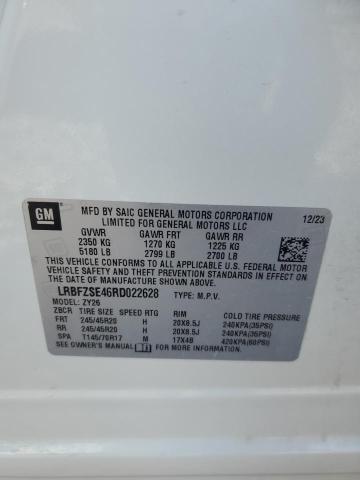 GM
MFD BY SAIC GENERAL MOTORS CORPORATION 12/23
LIMITED FOR GENERAL MOTORS LLC
GVWR GAWR FRT GAWR RR
2350 KG 1270 KG 1225 KG
5180 LB 2799 LB 2700 LB
THIS VEHICLE CONFORMS TO ALL APPLICABLE
U.S. FEDERAL MOTOR VEHICLE SAFETY, BUMPER,
AND THEFT PREVENTION STANDARDS IN EFFECT ON
THE DATE OF MANUFACTURE SHOWN ABOVE.
LRBFZSE46RD022628 TYPE: M.P.V.
MODEL: ZY26
ZBCR TIRE SIZE SPEED RTG RIM COLD TIRE PRESSURE
FRT 245/45R20 H 20X8.5J 240KPA(35PSI)
RR 245/45R20 H 20X8.5J 240KPA(35PSI)
SPA T145/70R17 M 17X4B 420KPA(60PSI)
SEE OWNER'S MANUAL FOR MORE INFORMATION